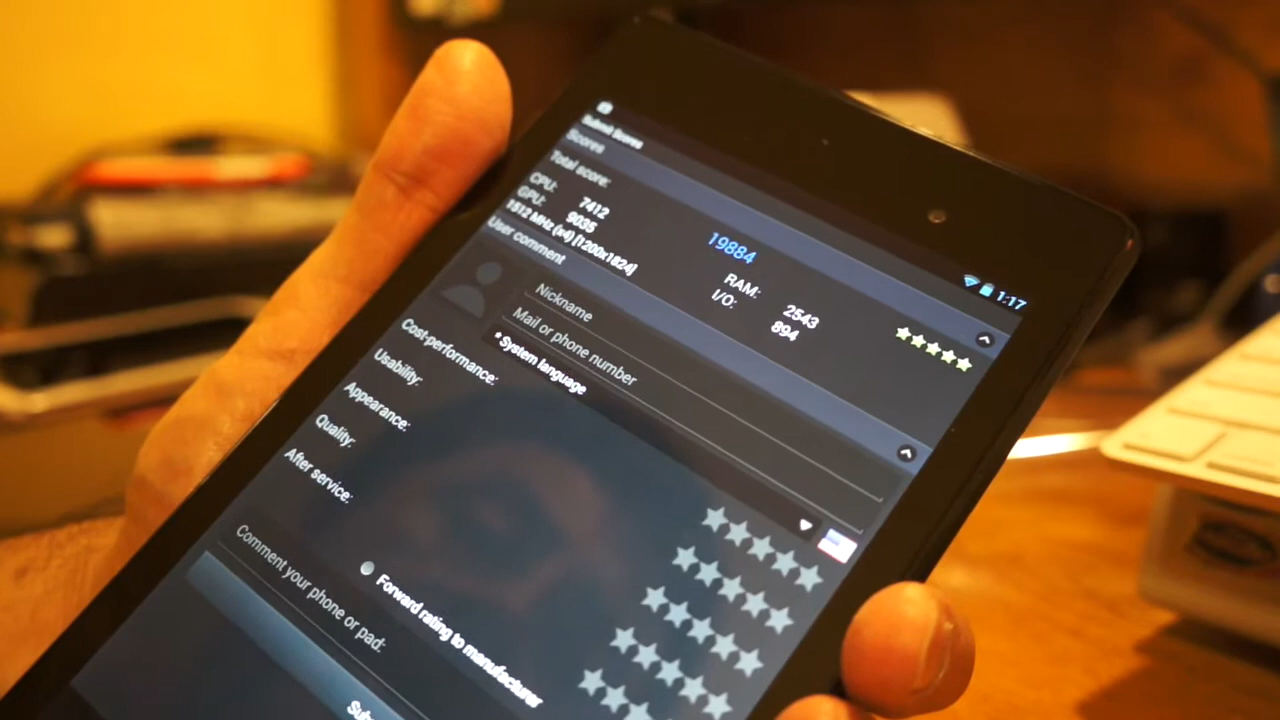 1:17
Submit Scores
Scores
Total score: 19884
CPU: 7412 RAM: 2543
GPU: 9035 I/O: 894
1512 MHz (x4) [1200x1824]
User comment
Nickname
Mail or phone number
* System language
Cost-performance:
Usability:
Appearance:
Quality:
After service:
Forward rating to manufacturer
Comment your phone or pad: